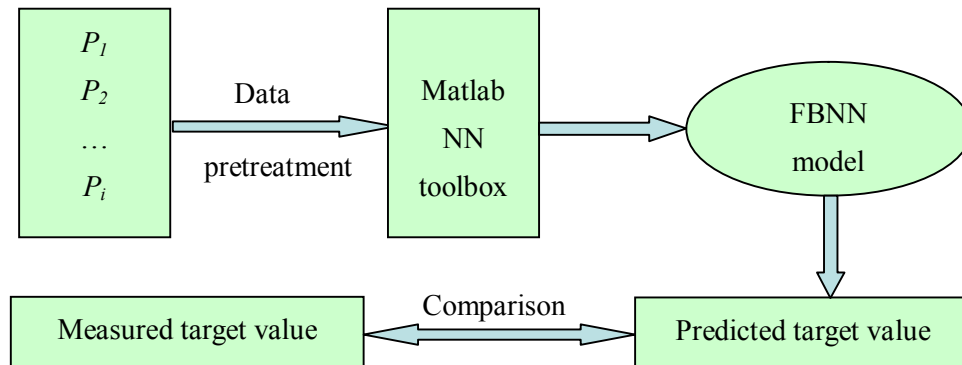 P1
P2
…
Pi
Data
pretreatment
Matlab
NN
toolbox
FBNN
model
Measured target value
Comparison
Predicted target value